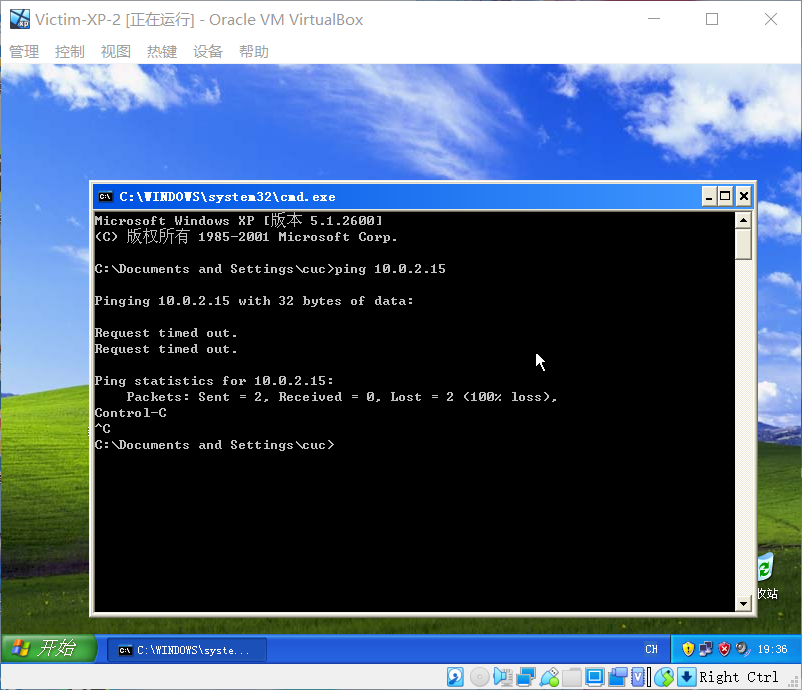 Victim-XP-2 [正在运行] - Oracle VM VirtualBox
管理 控制 视图 热键 设备 帮助
C:\WINDOWS\system32\cmd.exe
Microsoft Windows XP [版本 5.1.2600]
(C) 版权所有 1985-2001 Microsoft Corp.
C:\Documents and Settings\cuc>ping 10.0.2.15
Pinging 10.0.2.15 with 32 bytes of data:
Request timed out.
Request timed out.
Ping statistics for 10.0.2.15:
Packets: Sent = 2, Received = 0, Lost = 2 (100% loss),
Control-C
^C
C:\Documents and Settings\cuc>
收站
开始 C:\WINDOWS\syste... CH 19:36
Right Ctrl